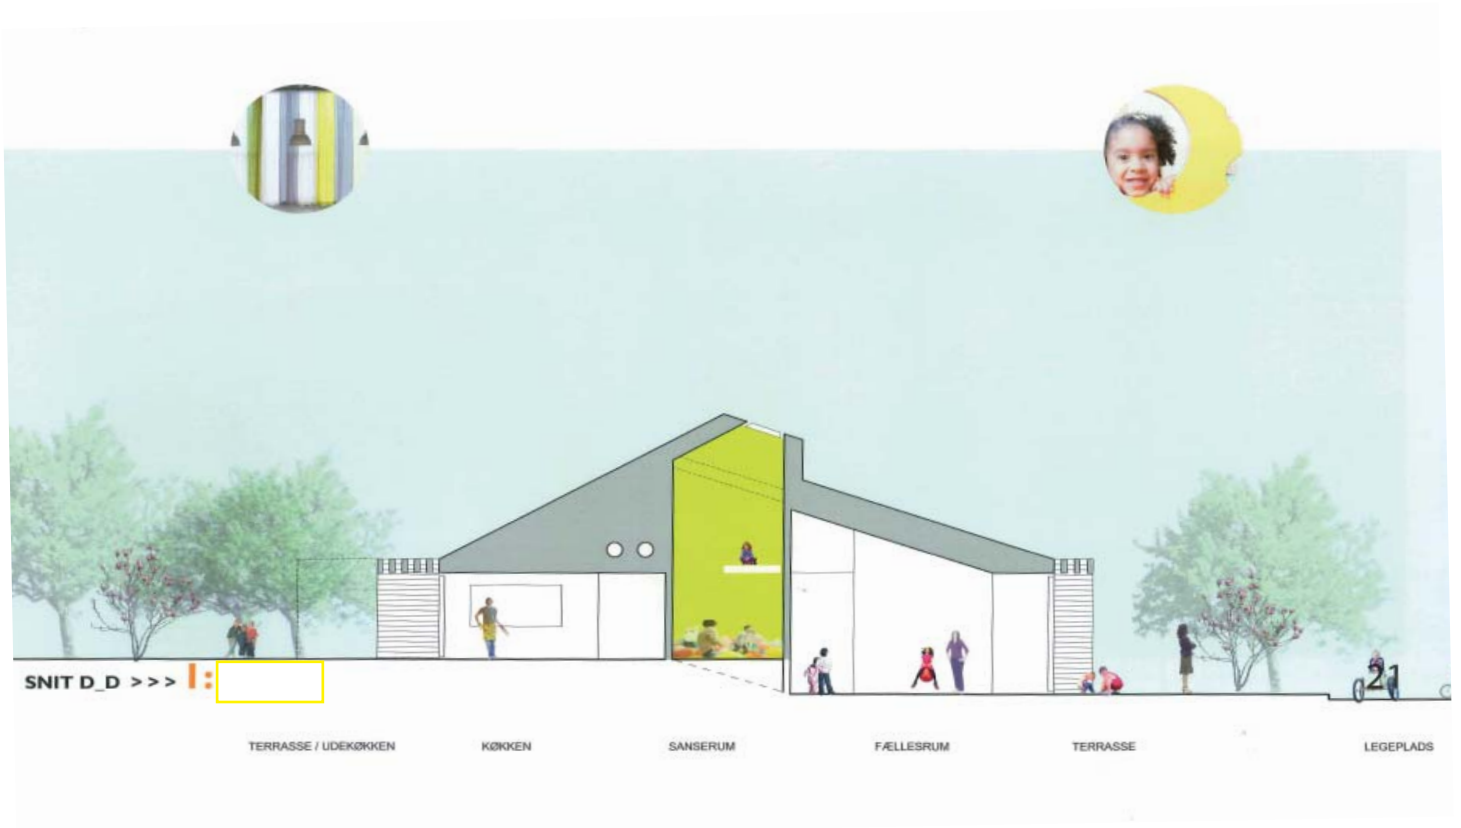 SNIT D_D >>> 1:
21
TERRASSE / UDEKØKKEN KØKKEN SANSERUM FÆLLESRUM TERRASSE LEGEPLADS